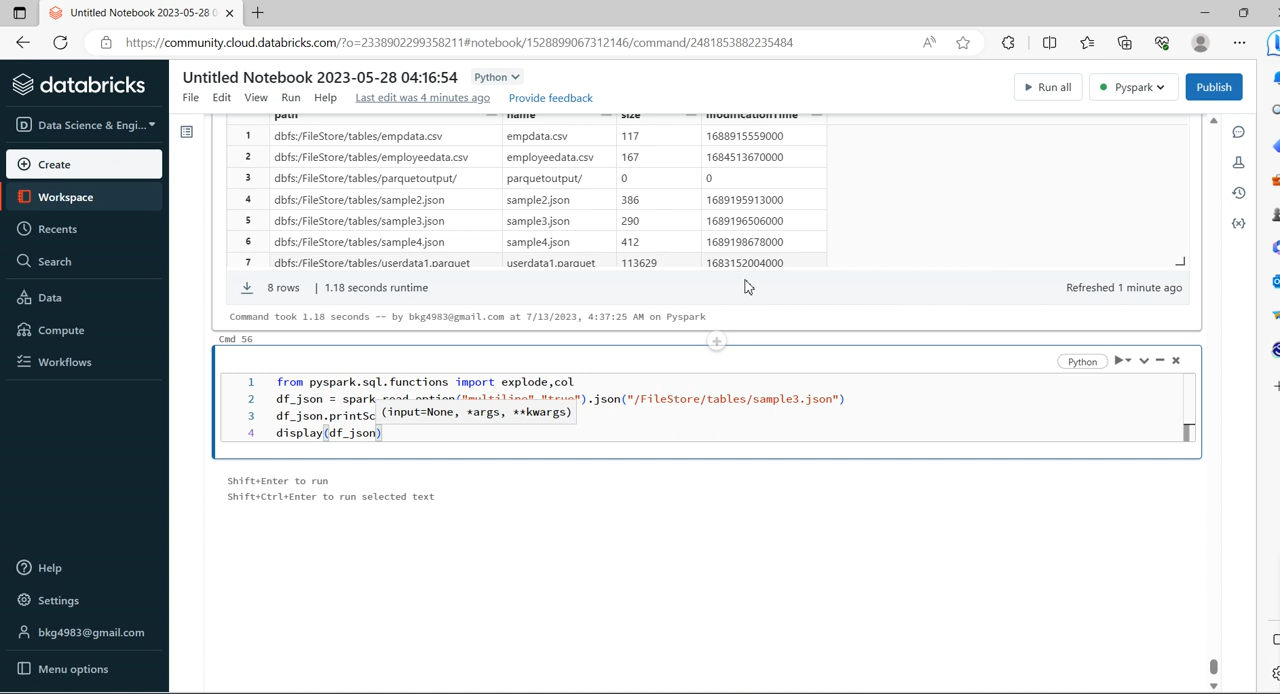 Untitled Notebook 2023-05-28 0
https://community.cloud.databricks.com/?o=2338902299358211#notebook/1528899067312146/command/2481853882235484
databricks
Data Science & Engi...
Create
Workspace
Recents
Search
Data
Compute
Workflows
Help
Settings
bkg4983@gmail.com
Menu options
Untitled Notebook 2023-05-28 04:16:54
Python
File Edit View Run Help Last edit was 4 minutes ago Provide feedback
Run all
Pyspark
Publish
path name size modificationTime
1 dbfs:/FileStore/tables/empdata.csv empdata.csv 117 1688915559000
2 dbfs:/FileStore/tables/employeedata.csv employeedata.csv 167 1684513670000
3 dbfs:/FileStore/tables/parquetoutput/ parquetoutput/ 0 0
4 dbfs:/FileStore/tables/sample2.json sample2.json 386 1689195913000
5 dbfs:/FileStore/tables/sample3.json sample3.json 290 1689196506000
6 dbfs:/FileStore/tables/sample4.json sample4.json 412 1689198678000
7 dbfs:/FileStore/tables/userdata1.parquet userdata1.parquet 113629 1683152004000
8 rows | 1.18 seconds runtime
Refreshed 1 minute ago
Command took 1.18 seconds -- by bkg4983@gmail.com at 7/13/2023, 4:37:25 AM on Pyspark
Cmd 56
Python
1 from pyspark.sql.functions import explode,col
2 df_json = spark.read.option("multiline","true").json("/FileStore/tables/sample3.json")
3 df_json.printSc
(input=None, *args, **kwargs)
4 display(df_json)
Shift+Enter to run
Shift+Ctrl+Enter to run selected text